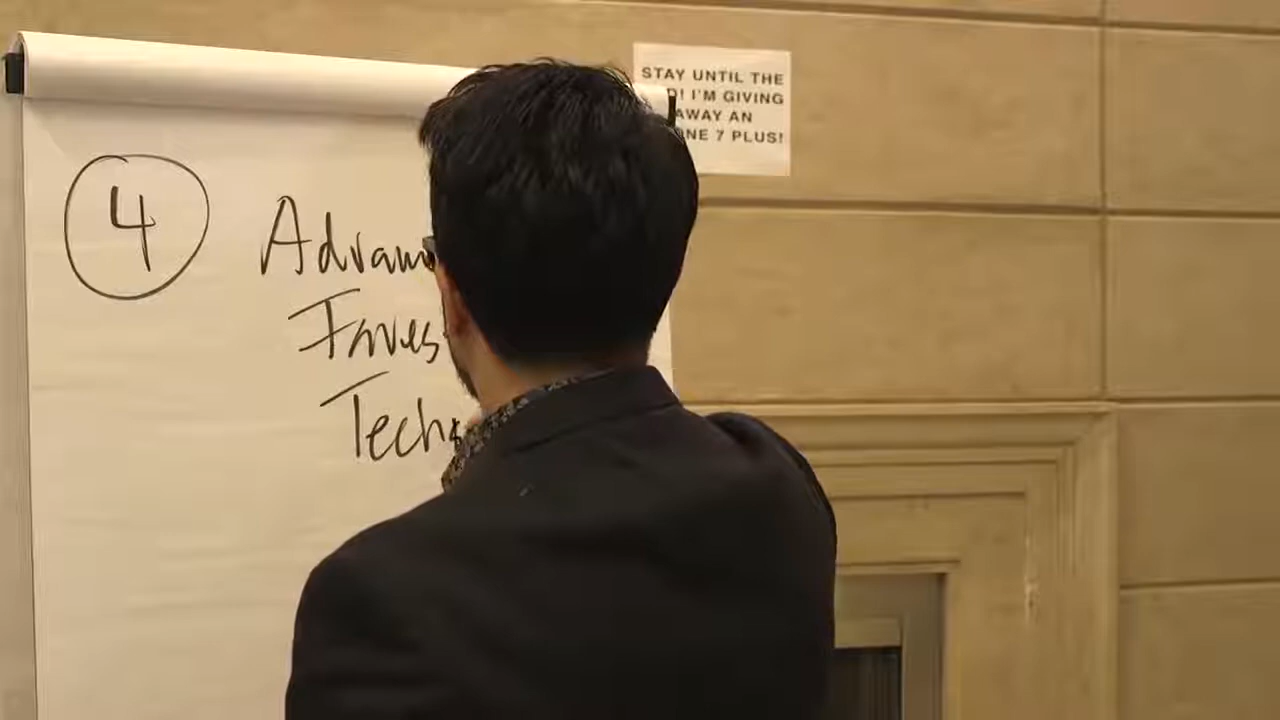 4
Advan
Inves
Tech
STAY UNTIL THE
D! I'M GIVING
AWAY AN
NE 7 PLUS!